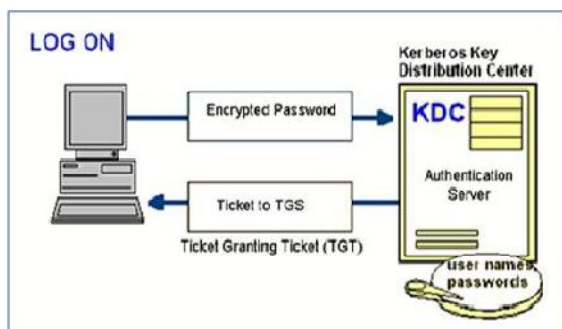 LOG ON
Kerberos Key
Distribution Center
Encrypted Password
KDC
Authentication
Server
Ticket to TGS
Ticket Granting Ticket (TGT)
user names
passwords